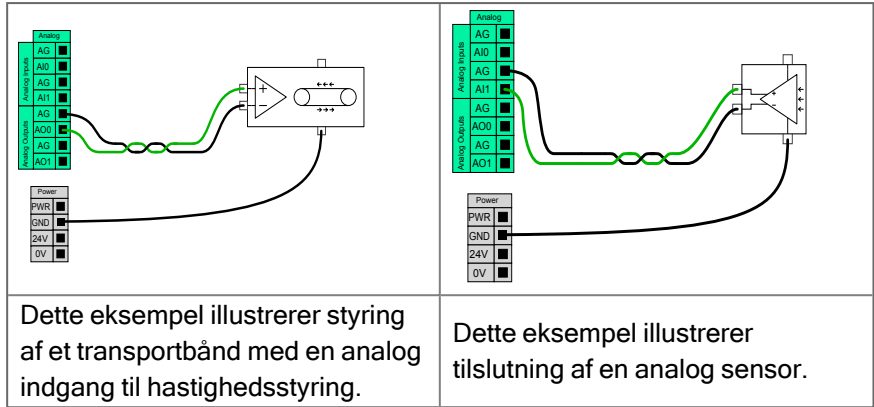 Analog
Analog Inputs
AG
AI0
AG
AI1
Analog Outputs
AG
AO0
AG
AO1
Power
PWR
GND
24V
0V
+
−
Analog
Analog Inputs
AG
AI0
AG
AI1
Analog Outputs
AG
AO0
AG
AO1
Power
PWR
GND
24V
0V
+
-
Dette eksempel illustrerer styring
af et transportbånd med en analog
indgang til hastighedsstyring.
Dette eksempel illustrerer
tilslutning af en analog sensor.